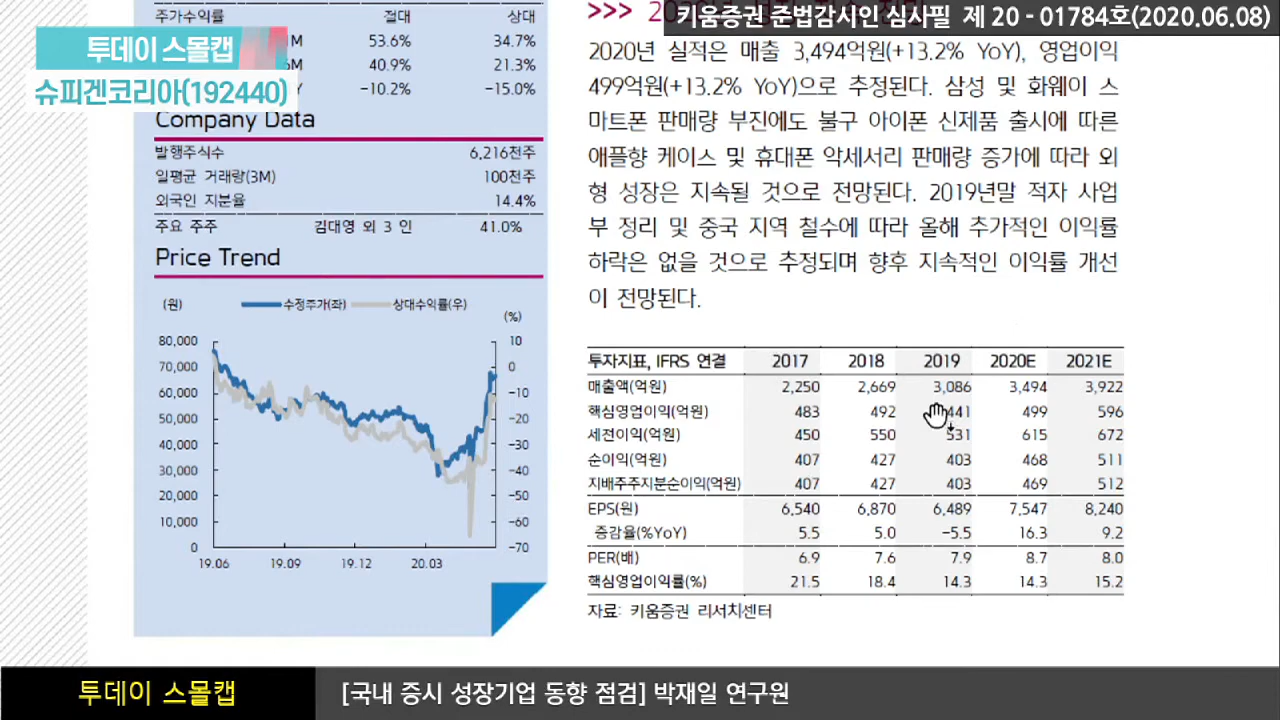 키움증권 준법감시인 심사필 제 20 - 01784호(2020.06.08)
투데이 스몰캡
슈피겐코리아(192440)
주가수익률 절대 상대
M 53.6% 34.7%
M 40.9% 21.3%
Y -10.2% -15.0%
Company Data
발행주식수 6,216천주
일평균 거래량(3M) 100천주
외국인 지분율 14.4%
주요 주주 김대영 외 3 인 41.0%
Price Trend
(원) 수정주가(좌) 상대수익률(우) (%)
80,000 10
70,000 0
60,000 -10
50,000 -20
40,000 -30
30,000 -40
20,000 -50
10,000 -60
0 -70
19.06 19.09 19.12 20.03
>>>
2020년 실적은 매출 3,494억원(+13.2% YoY), 영업이익
499억원(+13.2% YoY)으로 추정된다. 삼성 및 화웨이 스
마트폰 판매량 부진에도 불구 아이폰 신제품 출시에 따른
애플향 케이스 및 휴대폰 악세서리 판매량 증가에 따라 외
형 성장은 지속될 것으로 전망된다. 2019년말 적자 사업
부 정리 및 중국 지역 철수에 따라 올해 추가적인 이익률
하락은 없을 것으로 추정되며 향후 지속적인 이익률 개선
이 전망된다.
투자지표, IFRS 연결 2017 2018 2019 2020E 2021E
매출액(억원) 2,250 2,669 3,086 3,494 3,922
핵심영업이익(억원) 483 492 441 499 596
세전이익(억원) 450 550 531 615 672
순이익(억원) 407 427 403 468 511
지배주주지분순이익(억원) 407 427 403 469 512
EPS(원) 6,540 6,870 6,489 7,547 8,240
증감율(%YoY) 5.5 5.0 -5.5 16.3 9.2
PER(배) 6.9 7.6 7.9 8.7 8.0
핵심영업이익률(%) 21.5 18.4 14.3 14.3 15.2
자료: 키움증권 리서치센터
투데이 스몰캡
[국내 증시 성장기업 동향 점검] 박재일 연구원